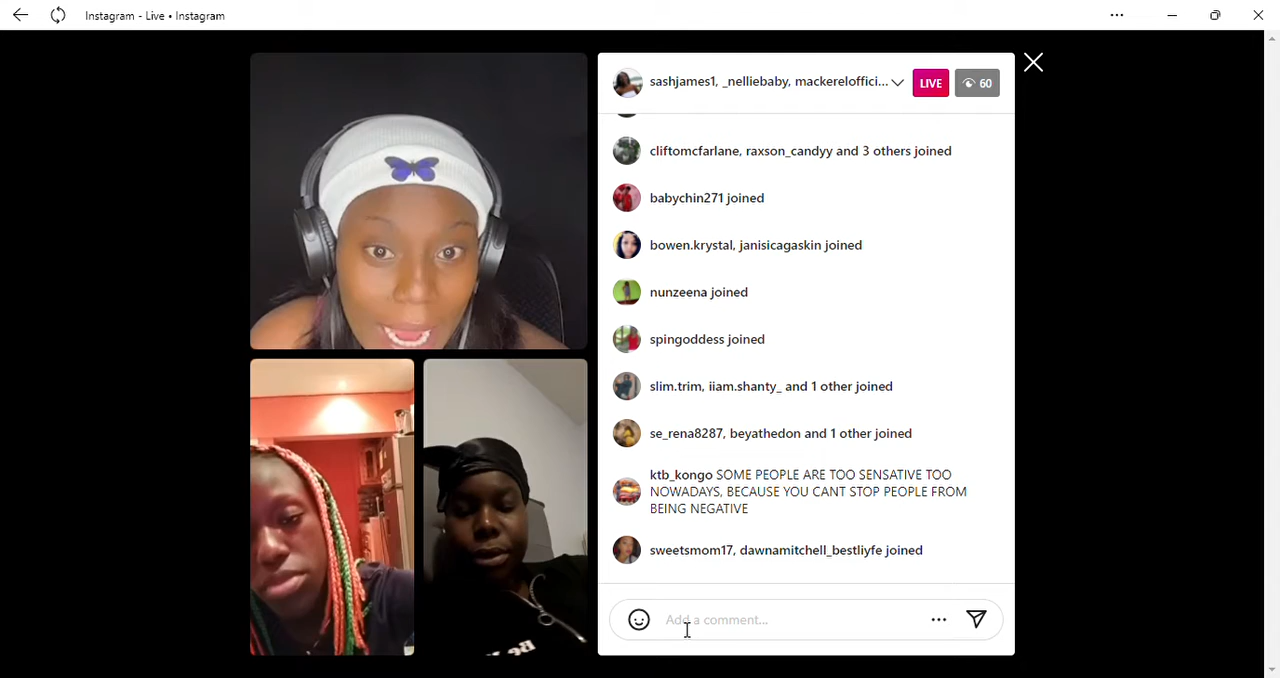 Instagram - Live • Instagram
sashjames1, _nelliebaby, mackerelofffici...
LIVE
60
cliftomcfarlane, raxson_candyy and 3 others joined
babychin271 joined
bowen.krystal, janisicagaskin joined
nunzeena joined
spingoddess joined
slim.trim, iiam.shanty_ and 1 other joined
se_rena8287, beyathedon and 1 other joined
ktb_kongo SOME PEOPLE ARE TOO SENSATIVE TOO
NOWADAYS, BECAUSE YOU CANT STOP PEOPLE FROM
BEING NEGATIVE
sweetsmom17, dawnamitchell_bestliyfe joined
Add a comment...